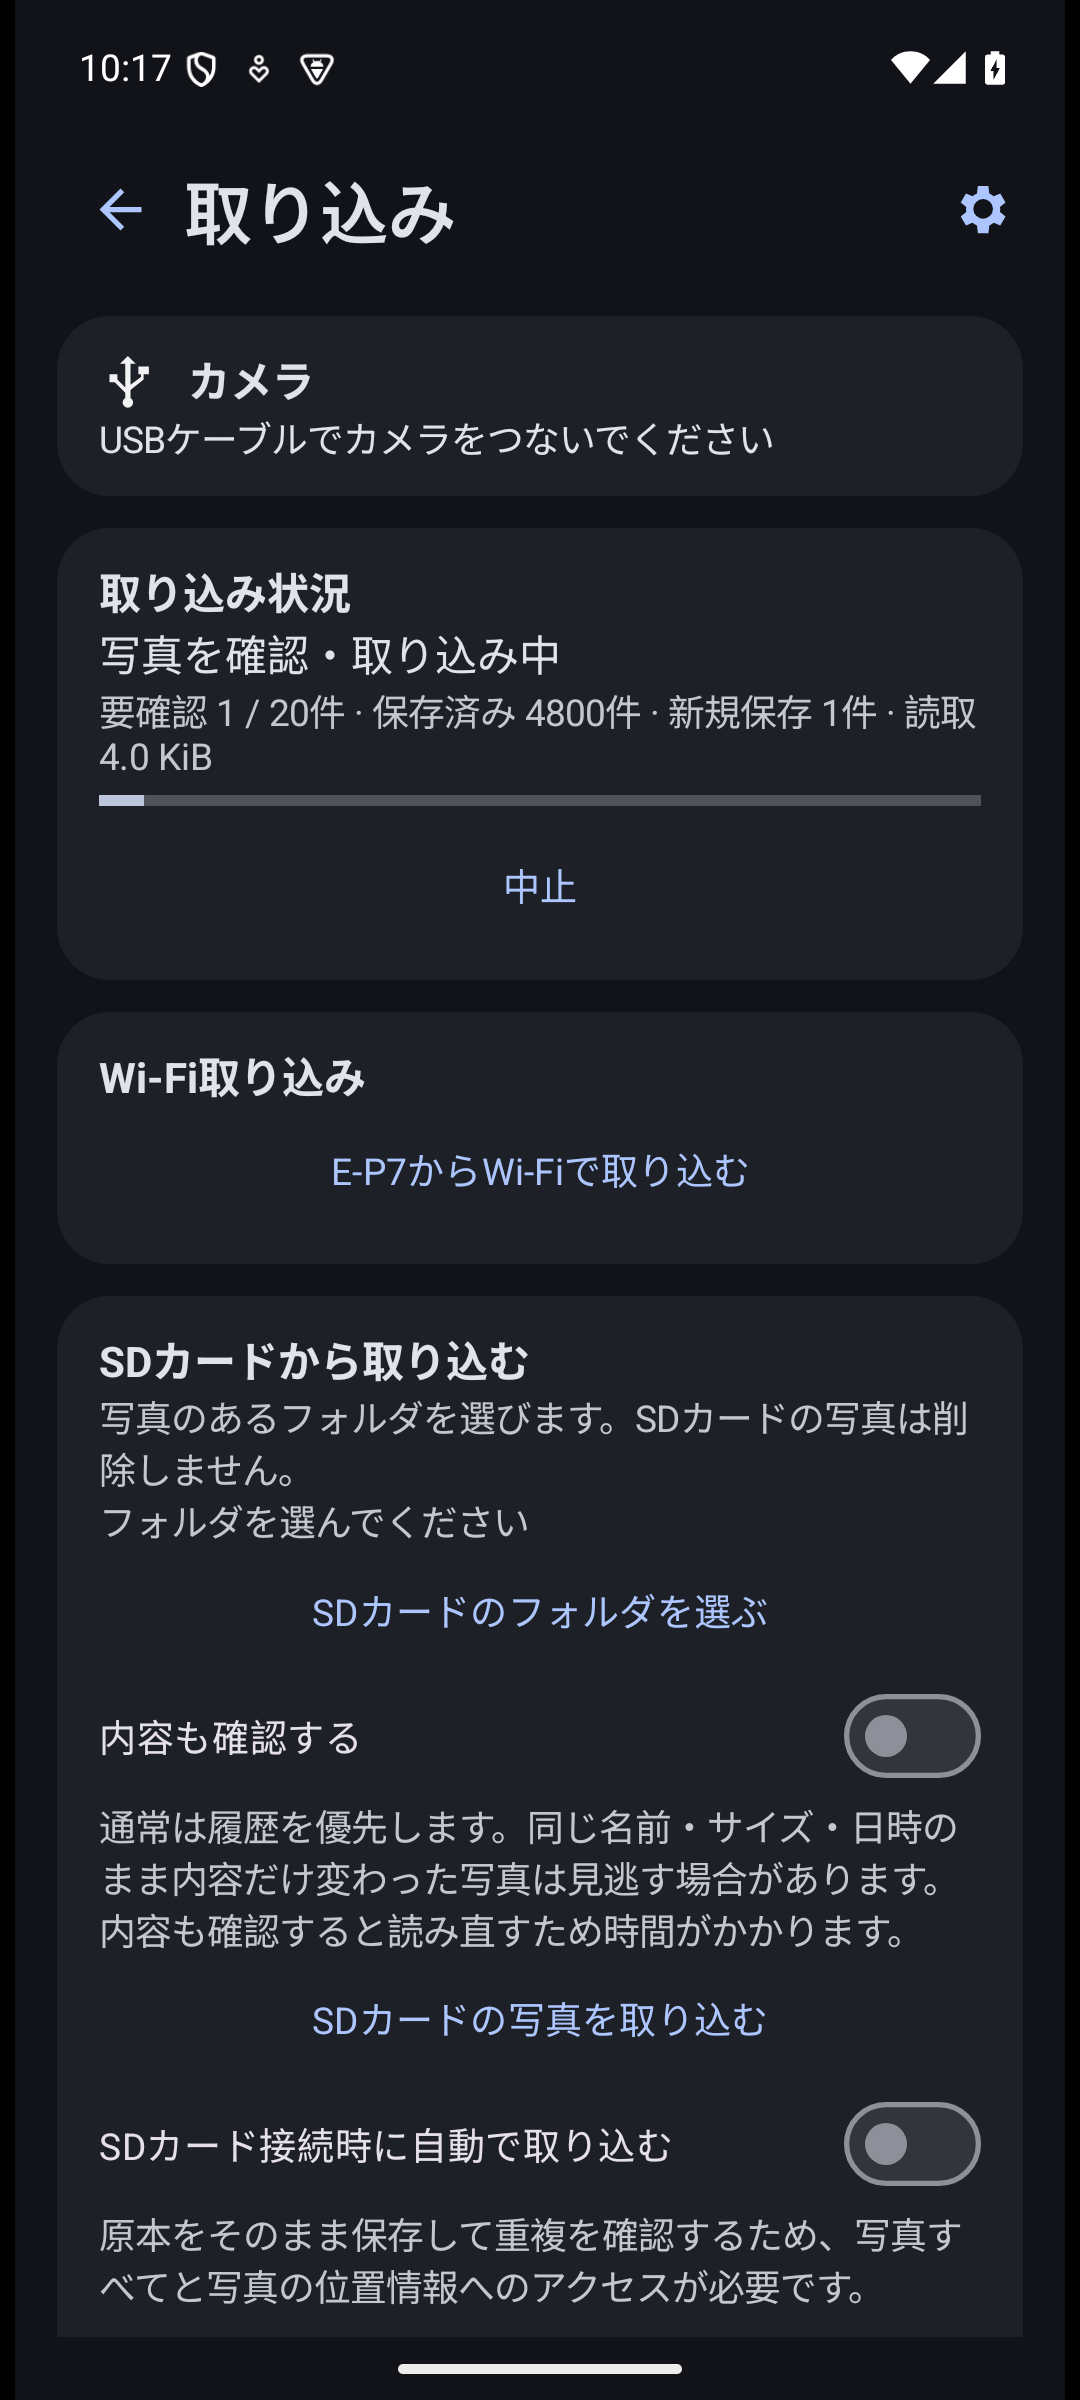 10:17
取り込み
カメラ
USBケーブルでカメラをつないでください
取り込み状況
写真を確認・取り込み中
要確認 1 / 20件 · 保存済み 4800件 · 新規保存 1件 · 読取
4.0 KiB
中止
Wi-Fi取り込み
E-P7からWi-Fiで取り込む
SDカードから取り込む
写真のあるフォルダを選びます。SDカードの写真は削
除しません。
フォルダを選んでください
SDカードのフォルダを選ぶ
内容も確認する
通常は履歴を優先します。同じ名前・サイズ・日時の
まま内容だけ変わった写真は見逃す場合があります。
内容も確認すると読み直すため時間がかかります。
SDカードの写真を取り込む
SDカード接続時に自動で取り込む
原本をそのまま保存して重複を確認するため、写真す
べてと写真の位置情報へのアクセスが必要です。